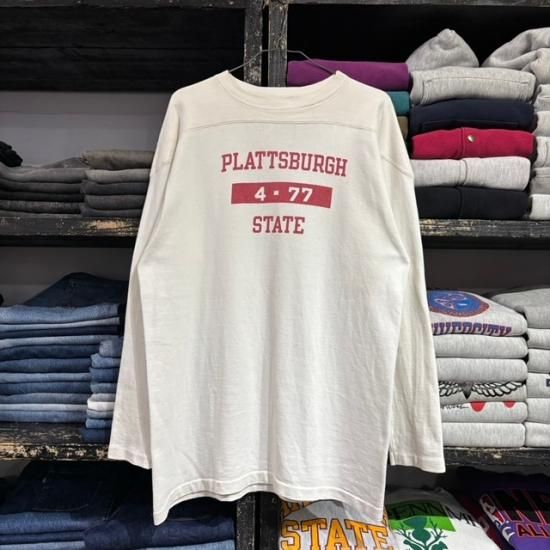 PLATTSBURGH
4 - 77
STATE
STATE